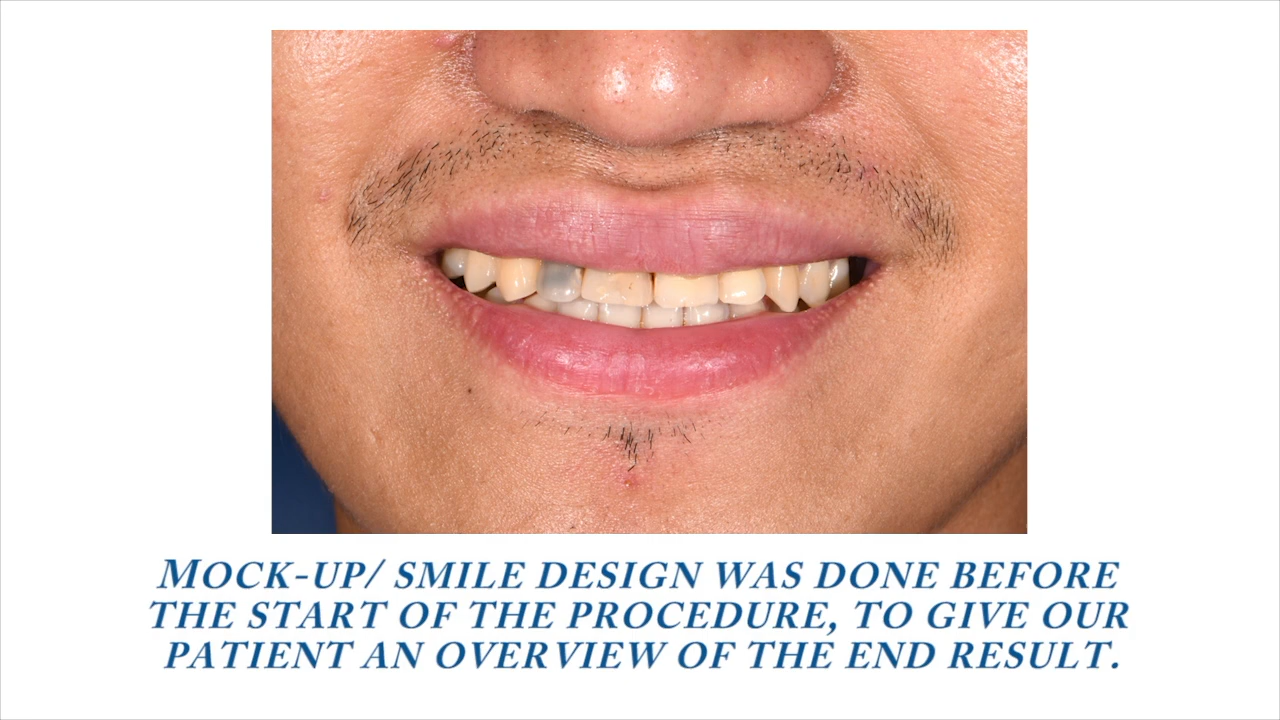 Mock-up/ smile design was done before
the start of the procedure, to give our
patient an overview of the end result.